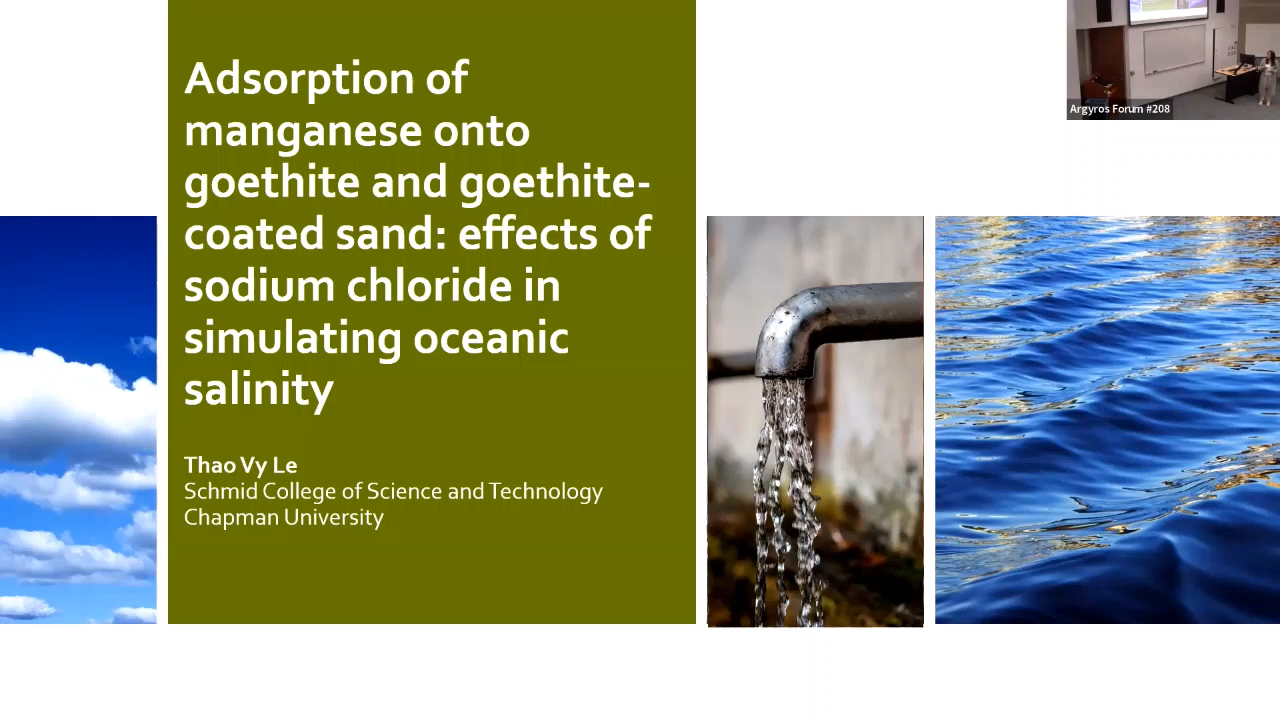 Adsorption of
manganese onto
goethite and goethite-
coated sand: effects of
sodium chloride in
simulating oceanic
salinity
Thao Vy Le
Schmid College of Science and Technology
Chapman University
Argyros Forum #208